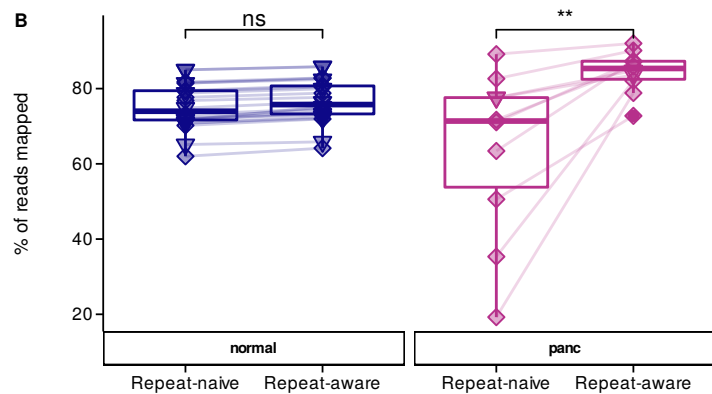 B
ns
**
% of reads mapped
80
60
40
20
normal
panc
Repeat-naive
Repeat-aware
Repeat-naive
Repeat-aware